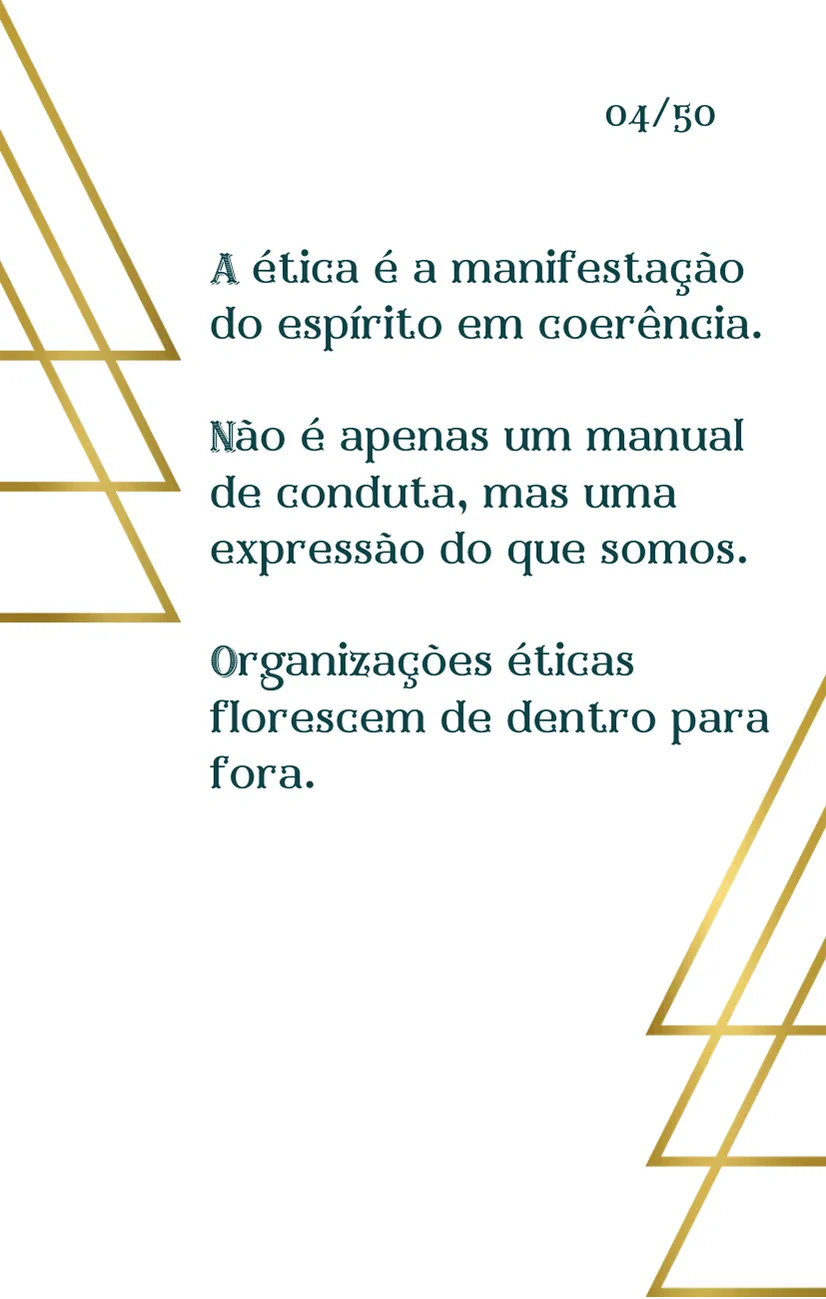 04/50
A ética é a manifestação
do espírito em coerência.
Não é apenas um manual
de conduta, mas uma
expressão do que somos.
Organizações éticas
florescem de dentro para
fora.